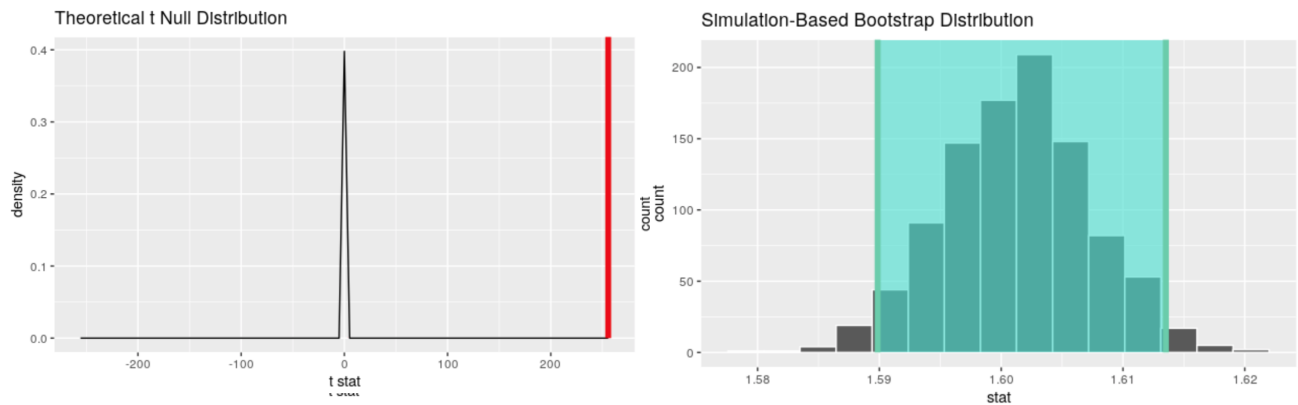 Theoretical t Null Distribution
density
0.4
0.3
0.2
0.1
0.0
-200
-100
0
100
200
t stat
t stat
Simulation-Based Bootstrap Distribution
count
count
200
150
100
50
0
1.58
1.59
1.60
1.61
1.62
stat